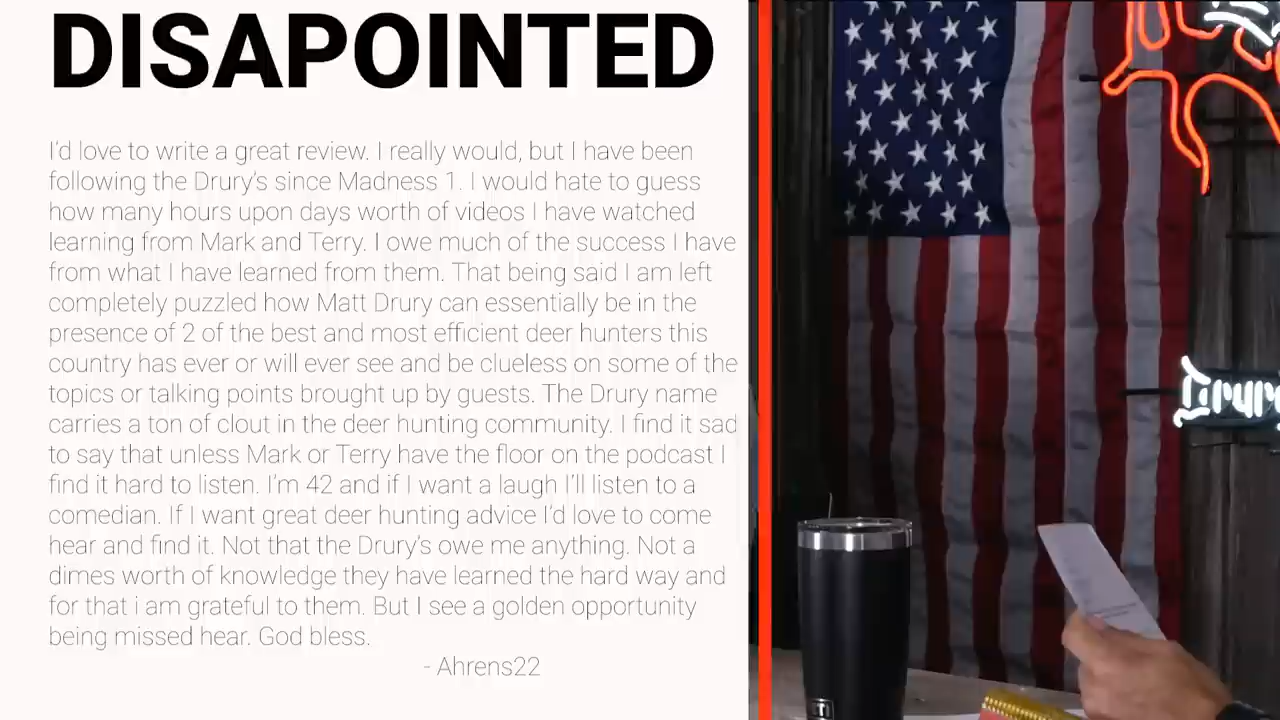 DISAPOINTED
I'd love to write a great review. I really would, but I have been
following the Drury's since Madness 1. I would hate to guess
how many hours upon days worth of videos I have watched
learning from Mark and Terry. I owe much of the success I have
from what I have learned from them. That being said I am left
completely puzzled how Matt Drury can essentially be in the
presence of 2 of the best and most efficient deer hunters this
country has ever or will ever see and be clueless on some of the
topics or talking points brought up by guests. The Drury name
carries a ton of clout in the deer hunting community. I find it sad
to say that unless Mark or Terry have the floor on the podcast I
find it hard to listen. I'm 42 and if I want a laugh I'll listen to a
comedian. If I want great deer hunting advice I'd love to come
hear and find it. Not that the Drury's owe me anything. Not a
dimes worth of knowledge they have learned the hard way and
for that i am grateful to them. But I see a golden opportunity
being missed hear. God bless.
- Ahrens22
Drury